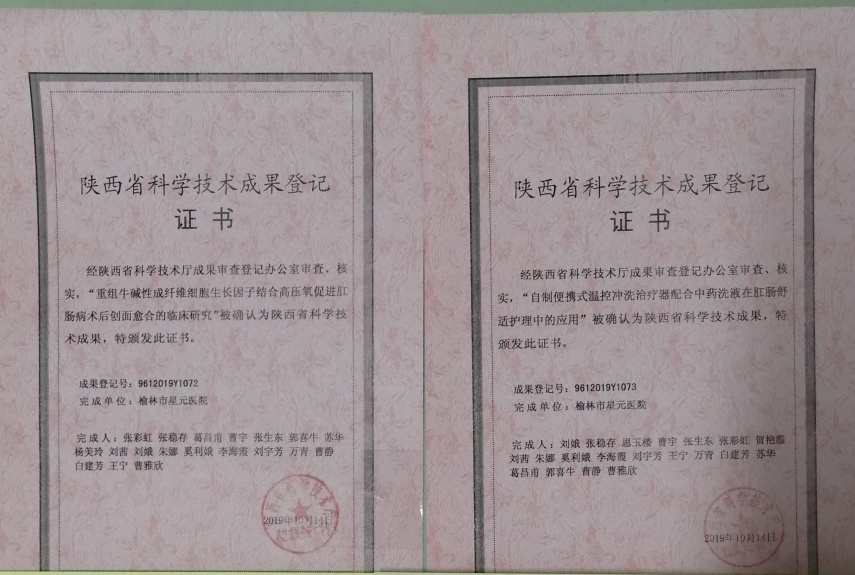 陕西省科学技术成果登记
证书
经陕西省科学技术厅成果审查登记办公室审查、核
实，“重组牛碱性成纤维细胞生长因子结合高压氧促进肛
肠病术后创面愈合的临床研究”被确认为陕西省科学技
术成果，特颁发此证书。
成果登记号：9612019Y1072
完成单位：榆林市星元医院
完成人：张彩虹 张稳存 葛昌甫 曹宇 张生东 郭喜牛 苏华
杨美玲 刘茜 刘娥 朱娜 奚利娥 李海霞 刘宇芳 万青 曹静
白建芳 王宁 曹雅欣
2019年10月14日
陕西省科学技术成果登记
证书
经陕西省科学技术厅成果审查登记办公室审查、核
实，“自制便携式温控冲洗治疗器配合中药洗液在肛肠舒
适护理中的应用”被确认为陕西省科学技术成果，特
颁发此证书。
成果登记号：9612019Y1073
完成单位：榆林市星元医院
完成人：刘娥 张稳存 思玉楼 曹宇 张生东 张彩虹 贺艳霞
刘茜 朱娜 奚利娥 李海霞 刘宇芳 王宁 万青 白建芳 苏华
葛昌甫 郭喜牛 曹静 曹雅欣
2019年10月14日